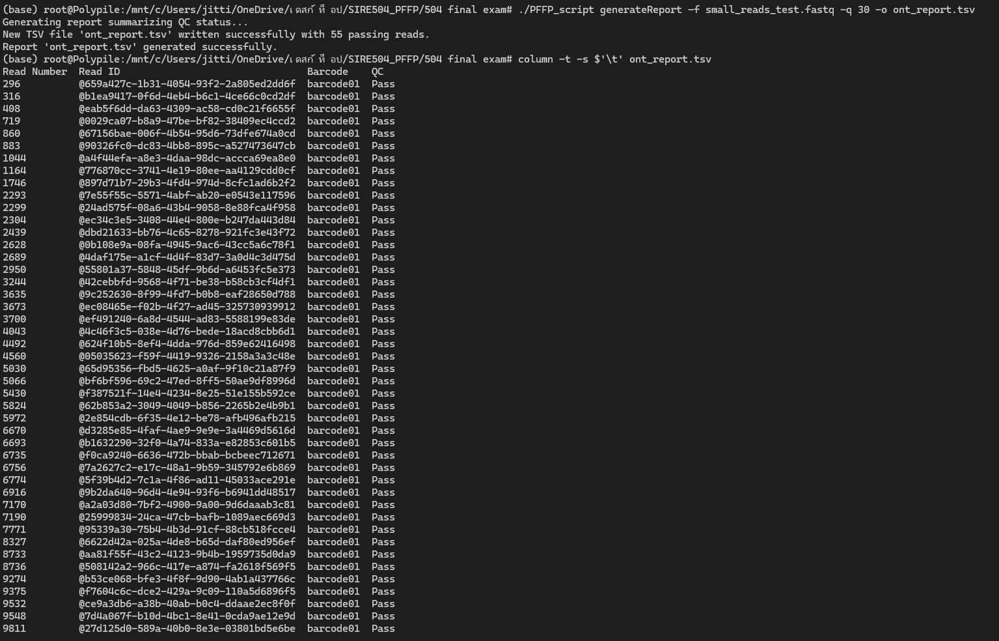 (base) root@Polypile:/mnt/c/Users/jitti/OneDrive/เดสก์ท็อป/SIRE504_PFFP/504 final exam# ./PFFP_script generateReport -f small_reads_test.fastq -q 30 -o ont_report.tsv
Generating report summarizing QC status...
New TSV file 'ont_report.tsv' written successfully with 55 passing reads.
Report 'ont_report.tsv' generated successfully.
(base) root@Polypile:/mnt/c/Users/jitti/OneDrive/เดสก์ท็อป/SIRE504_PFFP/504 final exam# column -t -s $'\t' ont_report.tsv
Read Number  Read ID                                Barcode    QC
296          @659a427c-1b31-4054-93f2-2a805ed2dd6f  barcode01  Pass
316          @b1ea9417-0f6d-4eb4-b6c1-4ce66c0cd2df  barcode01  Pass
408          @eab5f6dd-da63-4309-ac58-cd0c21f6655f  barcode01  Pass
719          @0029ca07-b8a9-47be-bf82-38409ec4ccd2  barcode01  Pass
860          @67156bae-006f-4b54-95d6-73dfe674a0cd  barcode01  Pass
883          @90326fc0-dc83-4bb8-895c-a527473647cb  barcode01  Pass
1044         @a4f44efa-a8e3-4daa-98dc-accca69ea8e0  barcode01  Pass
1164         @776870cc-3741-4e19-80ee-aa4129cdd0cf  barcode01  Pass
1746         @897d71b7-29b3-4fd4-974d-8cfc1ad6b2f2  barcode01  Pass
2293         @7e55f55c-5571-4abf-ab20-e0543e117596  barcode01  Pass
2299         @24ad575f-08a6-43b4-9058-8e88fca4f958  barcode01  Pass
2304         @ec34c3e5-3408-44e4-800e-b247da443d84  barcode01  Pass
2439         @dbd21633-bb76-4c65-8278-921fc3e43f72  barcode01  Pass
2628         @0b108e9a-08fa-4945-9ac6-43cc5a6c78f1  barcode01  Pass
2689         @4daf175e-a1cf-4d4f-83d7-3a0d4c3d475d  barcode01  Pass
2950         @55801a37-5848-45df-9b6d-a6453fc5e373  barcode01  Pass
3244         @42cebbfd-9568-4f71-be38-b58cb3cf4df1  barcode01  Pass
3635         @9c252630-8f99-4fd7-b0b8-eaf28650d788  barcode01  Pass
3673         @ec08465e-f02b-4f27-ad45-325730939912  barcode01  Pass
3700         @ef491240-6a8d-4544-ad83-5588199e83de  barcode01  Pass
4043         @4c46f3c5-038e-4d76-bede-18acd8cbb6d1  barcode01  Pass
4492         @624f10b5-8ef4-4dda-976d-859e62416498  barcode01  Pass
4560         @05035623-f59f-4419-9326-2158a3a3c48e  barcode01  Pass
5030         @65d95356-fbd5-4625-a0af-9f10c21a87f9  barcode01  Pass
5066         @bf6bf596-69c2-47ed-8ff5-50ae9df8996d  barcode01  Pass
5430         @f387521f-14e4-4234-8e25-51e155b592ce  barcode01  Pass
5824         @62b853a2-3049-4049-b856-2265b2e4b9b1  barcode01  Pass
5972         @2e854cdb-6f35-4e12-be78-afb496afb215  barcode01  Pass
6670         @d3285e85-4faf-4ae9-9e9e-3a4469d5616d  barcode01  Pass
6693         @b1632290-32f0-4a74-833a-e82853c601b5  barcode01  Pass
6735         @f0ca9240-6636-472b-bbab-bcbeec712671  barcode01  Pass
6756         @7a2627c2-e17c-48a1-9b59-345792e6b869  barcode01  Pass
6774         @5f39b4d2-7c1a-4f86-ad11-45033ace291e  barcode01  Pass
6916         @9b2da640-96d4-4e94-93f6-b6941dd48517  barcode01  Pass
7170         @a2a03d80-7bf2-4900-9a00-9d6daaab3c81  barcode01  Pass
7190         @25999834-24ca-47cb-bafb-1089aec669d3  barcode01  Pass
7771         @95339a30-75b4-4b3d-91cf-88cb518fcce4  barcode01  Pass
8327         @6622d42a-025a-4de8-b65d-daf80ed956ef  barcode01  Pass
8733         @aa81f55f-43c2-4123-9b4b-1959735d0da9  barcode01  Pass
8736         @508142a2-966c-417e-a874-fa2618f569f5  barcode01  Pass
9274         @b53ce068-bfe3-4f8f-9d90-4ab1a437766c  barcode01  Pass
9375         @f7604c6c-dce2-429a-9c09-110a5d6896f5  barcode01  Pass
9532         @ce9a3db6-a38b-40ab-b0c4-ddaae2ec8f0f  barcode01  Pass
9548         @7d4a067f-b10d-4bc1-8e41-0cda9ae12e9d  barcode01  Pass
9811         @27d125d0-589a-40b0-8e3e-03801bd5e6be  barcode01  Pass